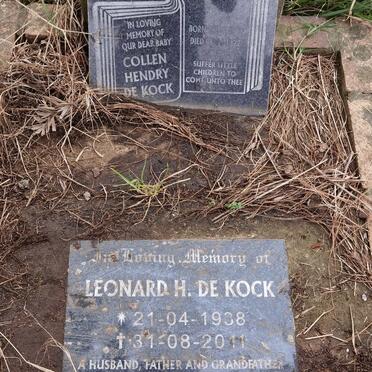 IN LOVING
MEMORY OF
OUR DEAR BABY
COLLEN
HENDRY
DE KOCK
BORN
DIED
SUFFER LITTLE
CHILDREN TO
COME UNTO THEE
In Loving Memory of
LEONARD H. DE KOCK
* 21-04-1938
† 31-08-2011
A HUSBAND, FATHER AND GRANDFATHER